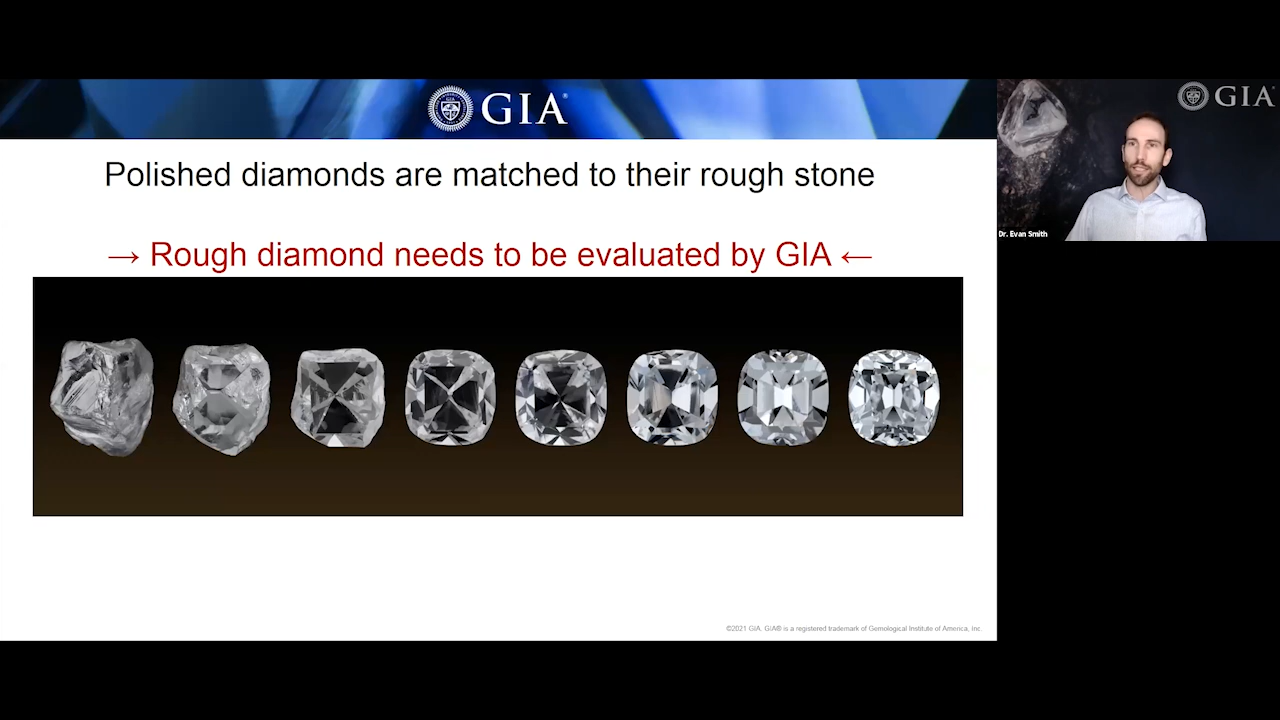 GIA
Polished diamonds are matched to their rough stone
→ Rough diamond needs to be evaluated by GIA ←
©2021 GIA. GIA® is a registered trademark of Gemological Institute of America, Inc.
GIA
Dr. Evan Smith